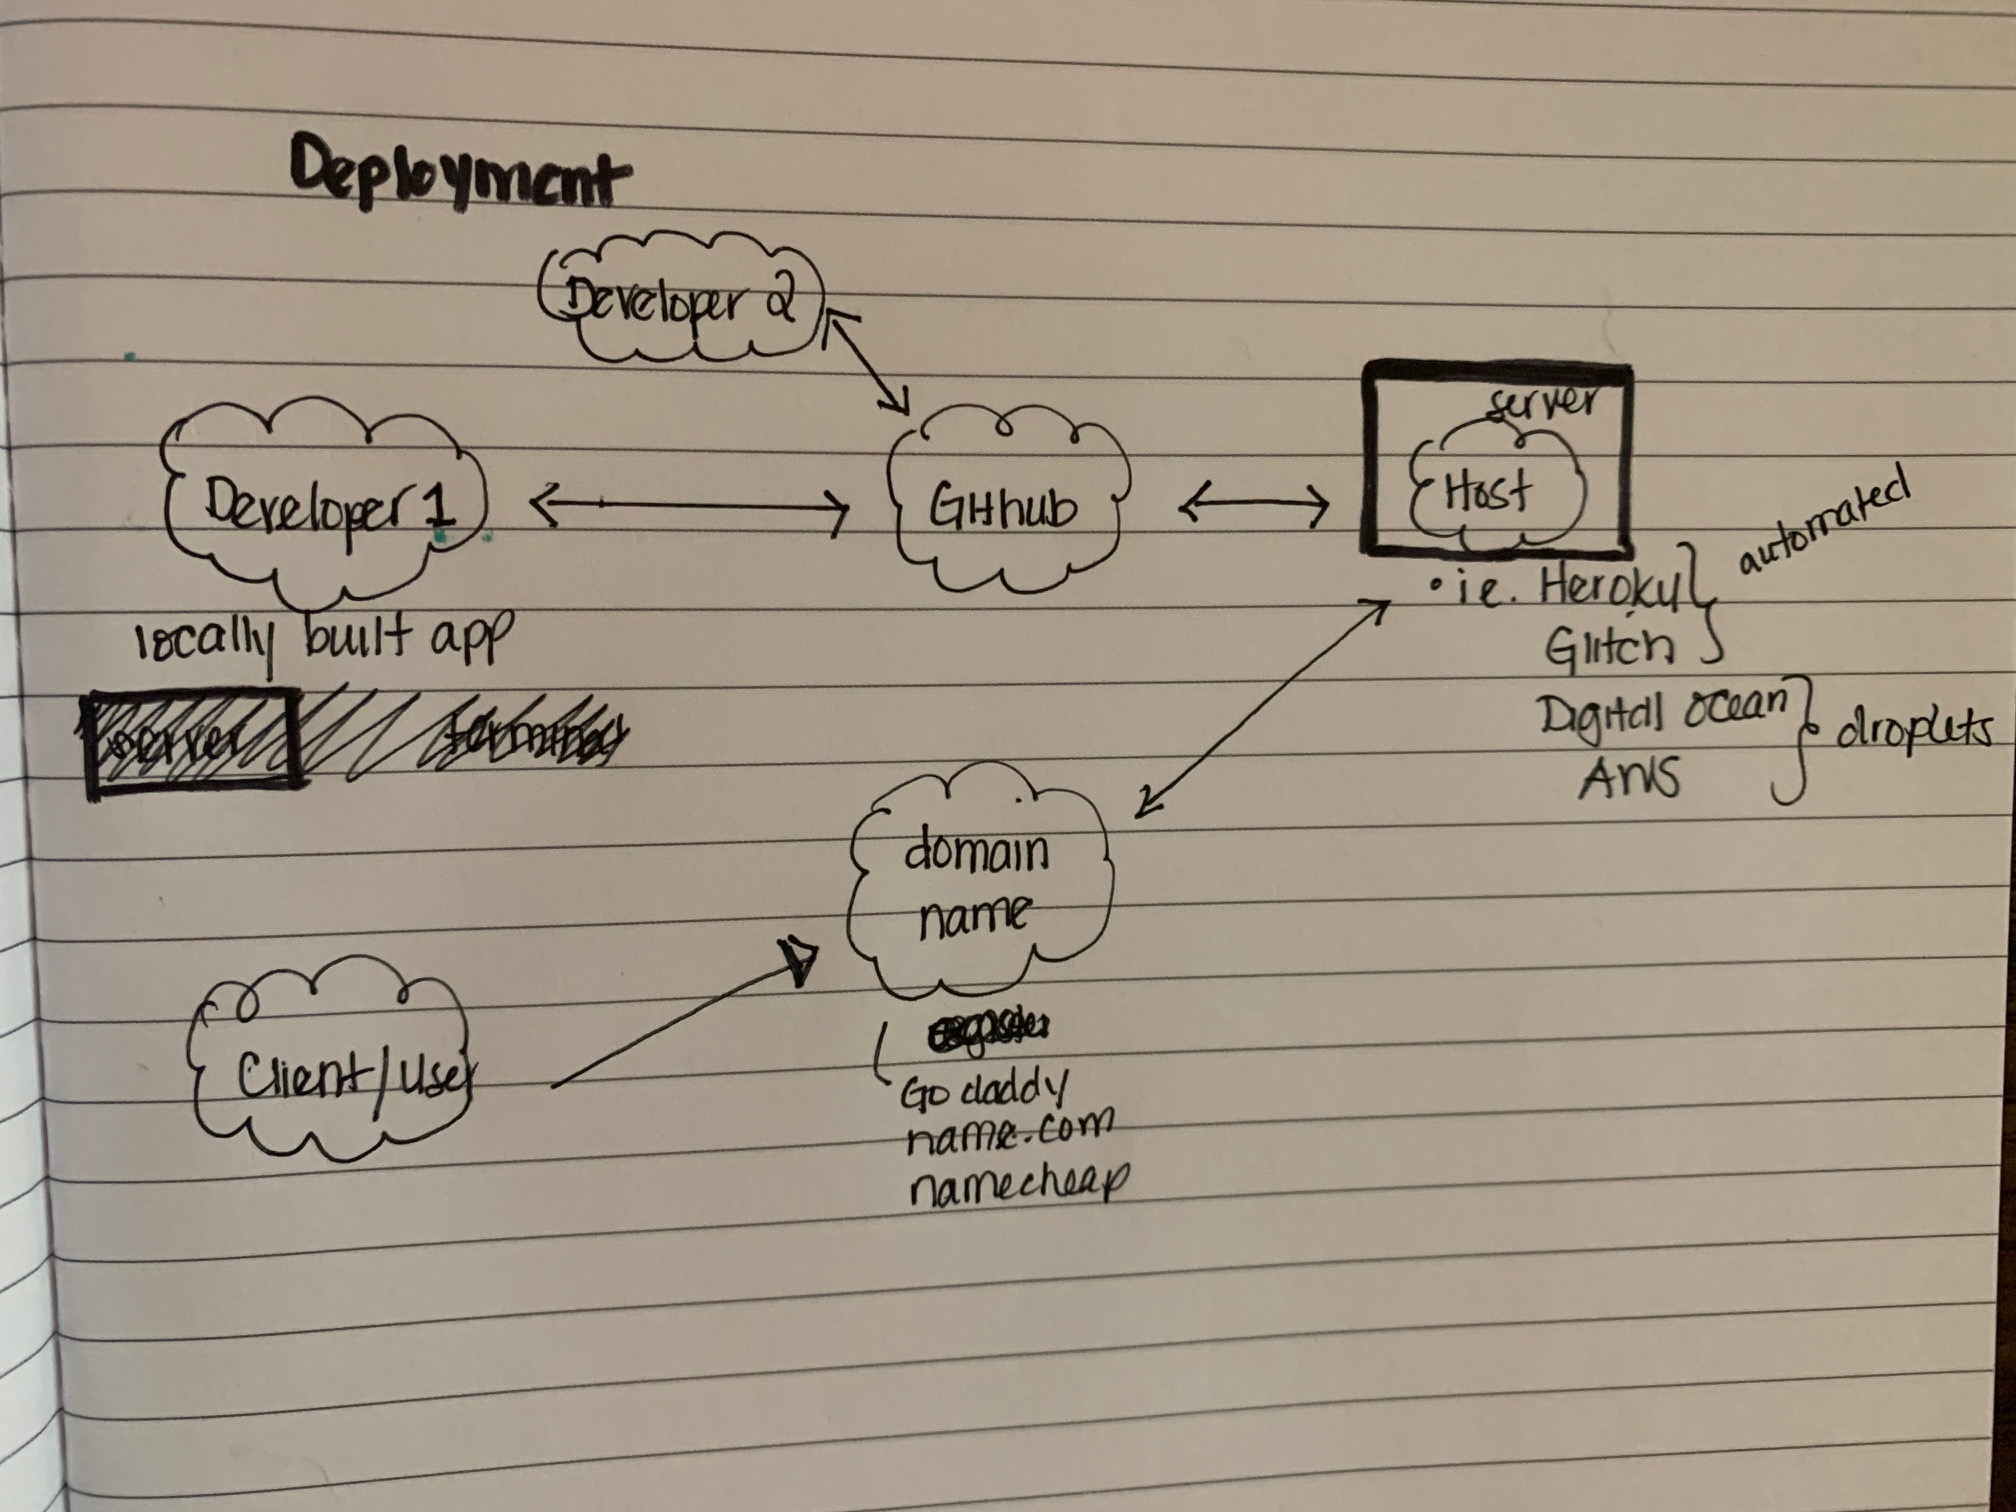 Deployment
Developer 2
Developer 1
GitHub
server
Host
locally built app
• ie. Heroku
Glitch
automated
Digital ocean
AWS
droplets
server
domain
name
Client/User
Go daddy
name.com
namecheap